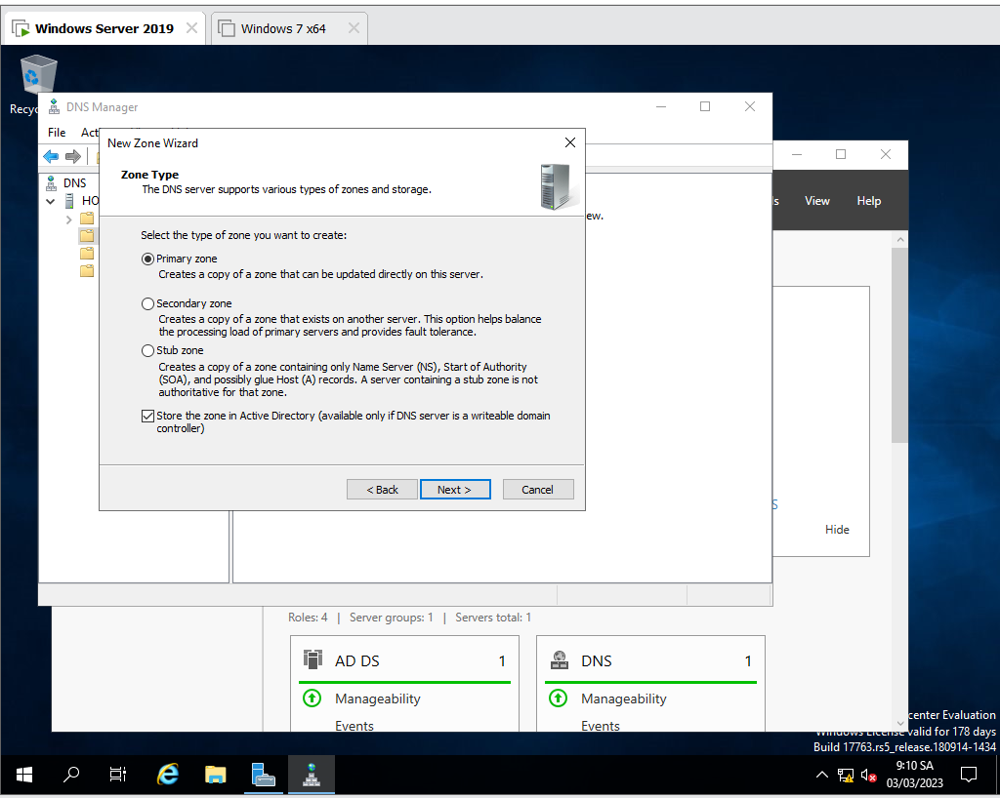 Windows Server 2019
Windows 7 x64
DNS Manager
File
New Zone Wizard
Zone Type
The DNS server supports various types of zones and storage.
DNS
View
Help
Select the type of zone you want to create:
Primary zone
Creates a copy of a zone that can be updated directly on this server.
Secondary zone
Creates a copy of a zone that exists on another server. This option helps balance
the processing load of primary servers and provides fault tolerance.
Stub zone
Creates a copy of a zone containing only Name Server (NS), Start of Authority
(SOA), and possibly glue Host (A) records. A server containing a stub zone is not
authoritative for that zone.
Store the zone in Active Directory (available only if DNS server is a writeable domain
controller)
< Back
Next >
Cancel
Hide
Roles: 4 | Server groups: 1 | Servers total: 1
AD DS 1
Manageability
Events
DNS 1
Manageability
Events
center Evaluation
Windows License valid for 178 days
Build 17763.rs5_release.180914-1434
9:10 SA
03/03/2023